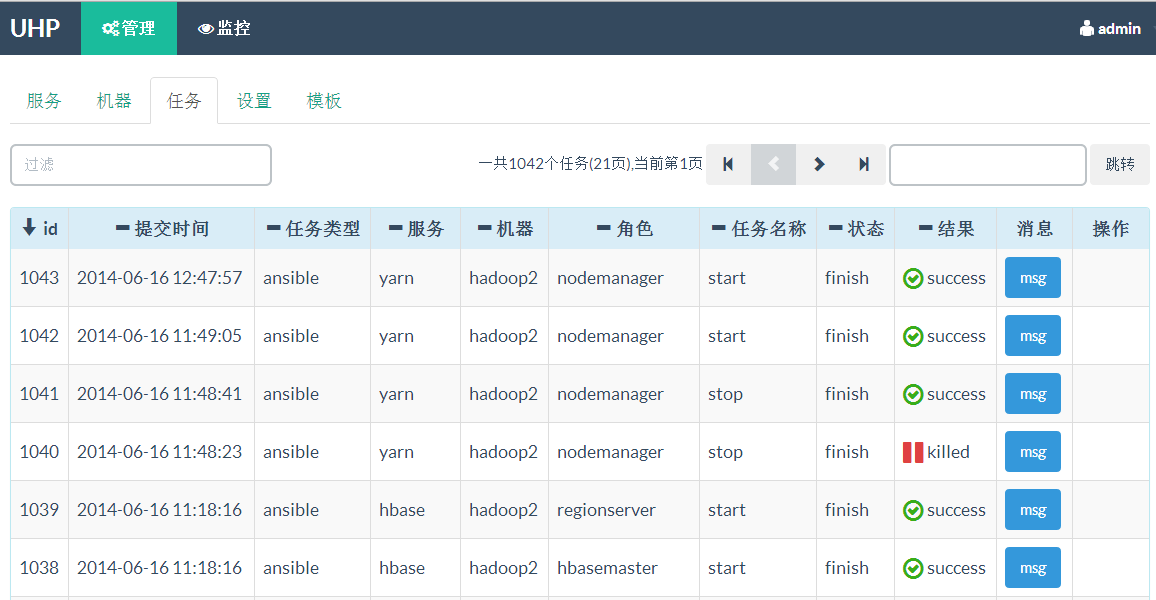 UHP 管理 监控 admin
服务 机器 任务 设置 模板
过滤 一共1042个任务(21页),当前第1页 跳转
id 提交时间 任务类型 服务 机器 角色 任务名称 状态 结果 消息 操作
1043 2014-06-16 12:47:57 ansible yarn hadoop2 nodemanager start finish success msg
1042 2014-06-16 11:49:05 ansible yarn hadoop2 nodemanager start finish success msg
1041 2014-06-16 11:48:41 ansible yarn hadoop2 nodemanager stop finish success msg
1040 2014-06-16 11:48:23 ansible yarn hadoop2 nodemanager stop finish killed msg
1039 2014-06-16 11:18:16 ansible hbase hadoop2 regionserver start finish success msg
1038 2014-06-16 11:18:16 ansible hbase hadoop2 hbasemaster start finish success msg